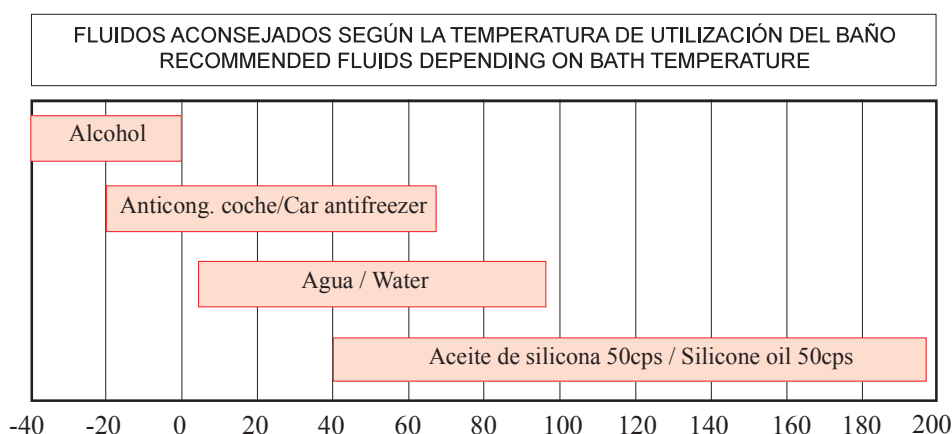 FLUIDOS ACONSEJADOS SEGÚN LA TEMPERATURA DE UTILIZACIÓN DEL BAÑO
RECOMMENDED FLUIDS DEPENDING ON BATH TEMPERATURE
Alcohol
Anticong. coche/Car antifreezer
Agua / Water
Aceite de silicona 50cps / Silicone oil 50cps
-40 -20 0 20 40 60 80 100 120 140 160 180 200